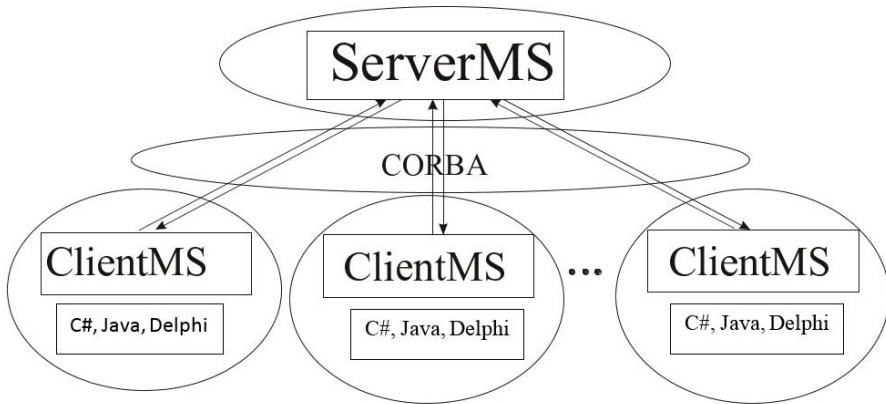 ServerMS
CORBA
ClientMS
C#, Java, Delphi
ClientMS
C#, Java, Delphi
...
ClientMS
C#, Java, Delphi